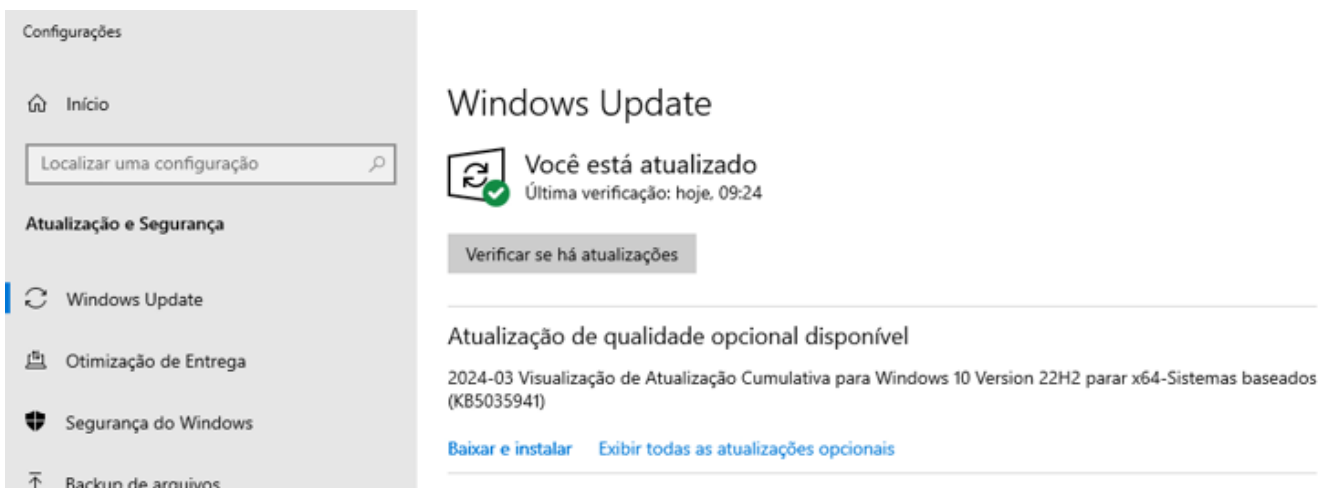 Configurações
Início
Localizar uma configuração
Atualização e Segurança
Windows Update
Otimização de Entrega
Segurança do Windows
Backup de arquivos
Windows Update
Você está atualizado
Última verificação: hoje, 09:24
Verificar se há atualizações
Atualização de qualidade opcional disponível
2024-03 Visualização de Atualização Cumulativa para Windows 10 Version 22H2 parar x64-Sistemas baseados
(KB5035941)
Baixar e instalar Exibir todas as atualizações opcionais